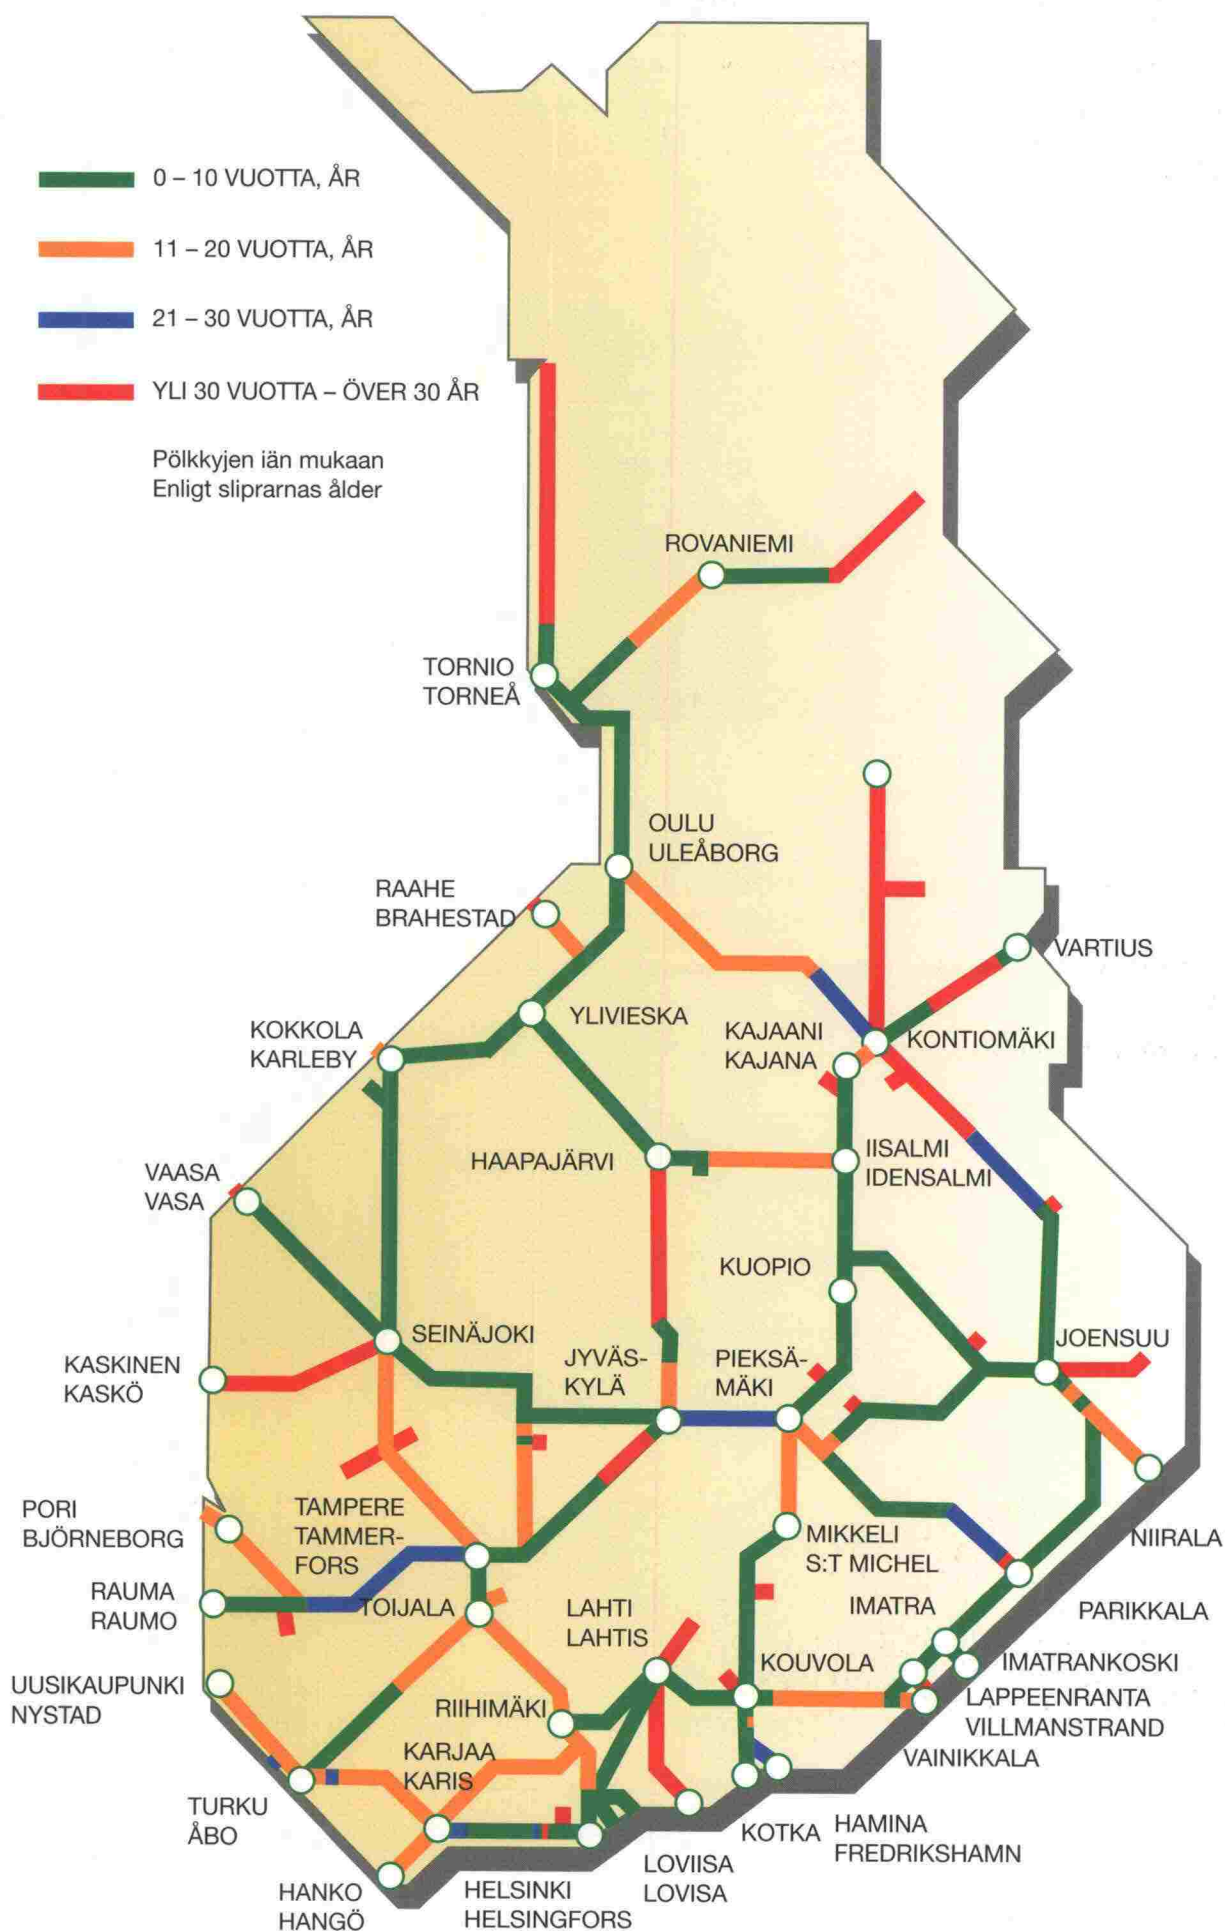 0 – 10 VUOTTA, ÅR
11 – 20 VUOTTA, ÅR
21 – 30 VUOTTA, ÅR
YLI 30 VUOTTA – ÖVER 30 ÅR
Pölkkyjen iän mukaan
Enligt sliprarnas ålder
ROVANIEMI
TORNIO
TORNEÅ
OULU
ULEÅBORG
RAAHE
BRAHESTAD
VARTIUS
YLIVIESKA
KOKKOLA
KARLEBY
KAJAANI
KAJANA
KONTIOMÄKI
HAAPAJÄRVI
IISALMI
IDENSALMI
VAASA
VASA
KUOPIO
SEINÄJOKI
JOENSUU
KASKINEN
KASKÖ
JYVÄS-
KYLÄ
PIEKSÄ-
MÄKI
PORI
BJÖRNEBORG
TAMPERE
TAMMER-
FORS
MIKKELI
S:T MICHEL
NIIRALA
RAUMA
RAUMO
TOIJALA
LAHTI
LAHTIS
IMATRA
PARIKKALA
UUSIKAUPUNKI
NYSTAD
KOUVOLA
IMATRANKOSKI
RIIHIMÄKI
LAPPEENRANTA
VILLMANSTRAND
KARJAA
KARIS
VAINIKKALA
TURKU
ÅBO
KOTKA
HAMINA
FREDRIKSHAMN
LOVIISA
LOVISA
HANKO
HANGÖ
HELSINKI
HELSINGFORS